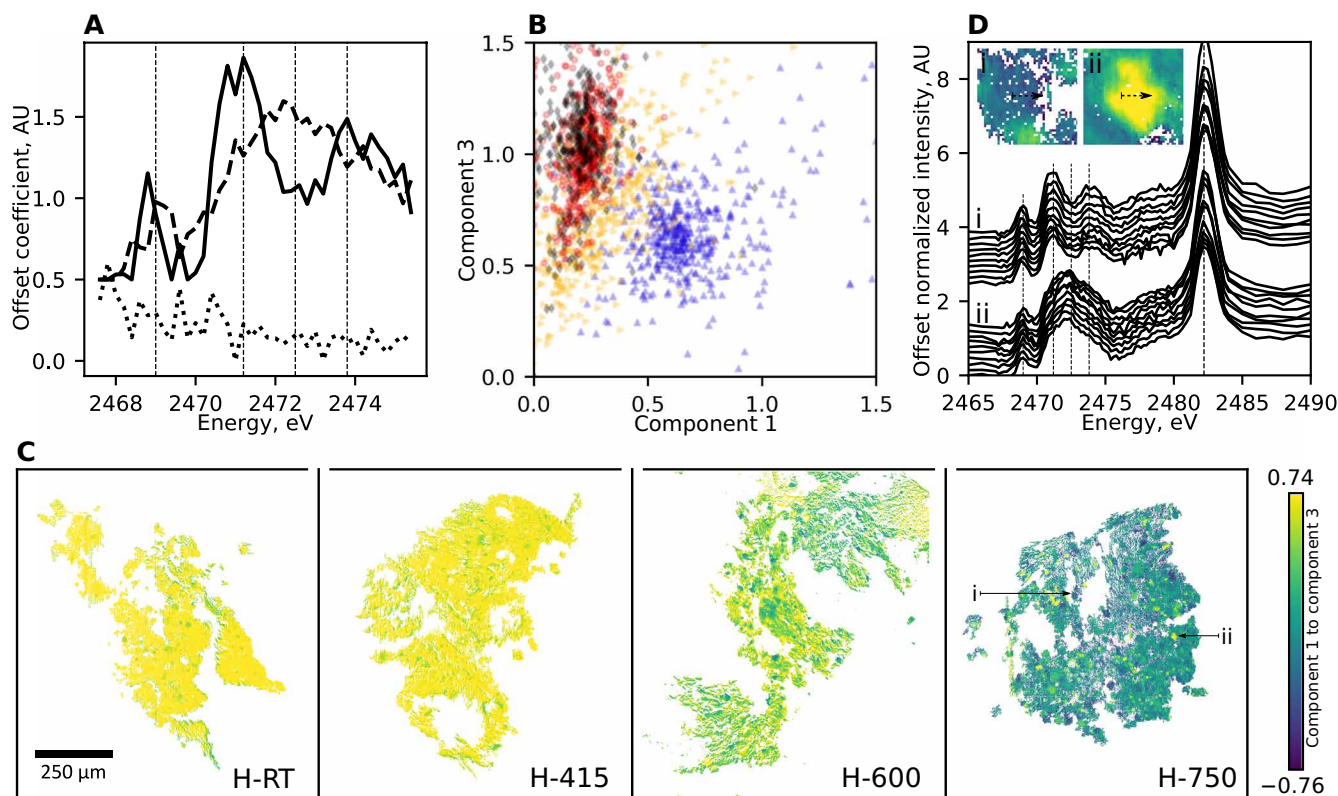 A
Offset coefficient, AU
1.5
1.0
0.5
0.0
2468 2470 2472 2474
Energy, eV
B
Component 3
1.5
1.0
0.5
0.0
0.0 0.5 1.0 1.5
Component 1
D
Offset normalized intensity, AU
8
6
4
2
0
i
ii
i
ii
2465 2470 2475 2480 2485 2490
Energy, eV
C
250 µm
H-RT
H-415
H-600
i
ii
H-750
0.74
Component 1 to component 3
−0.76